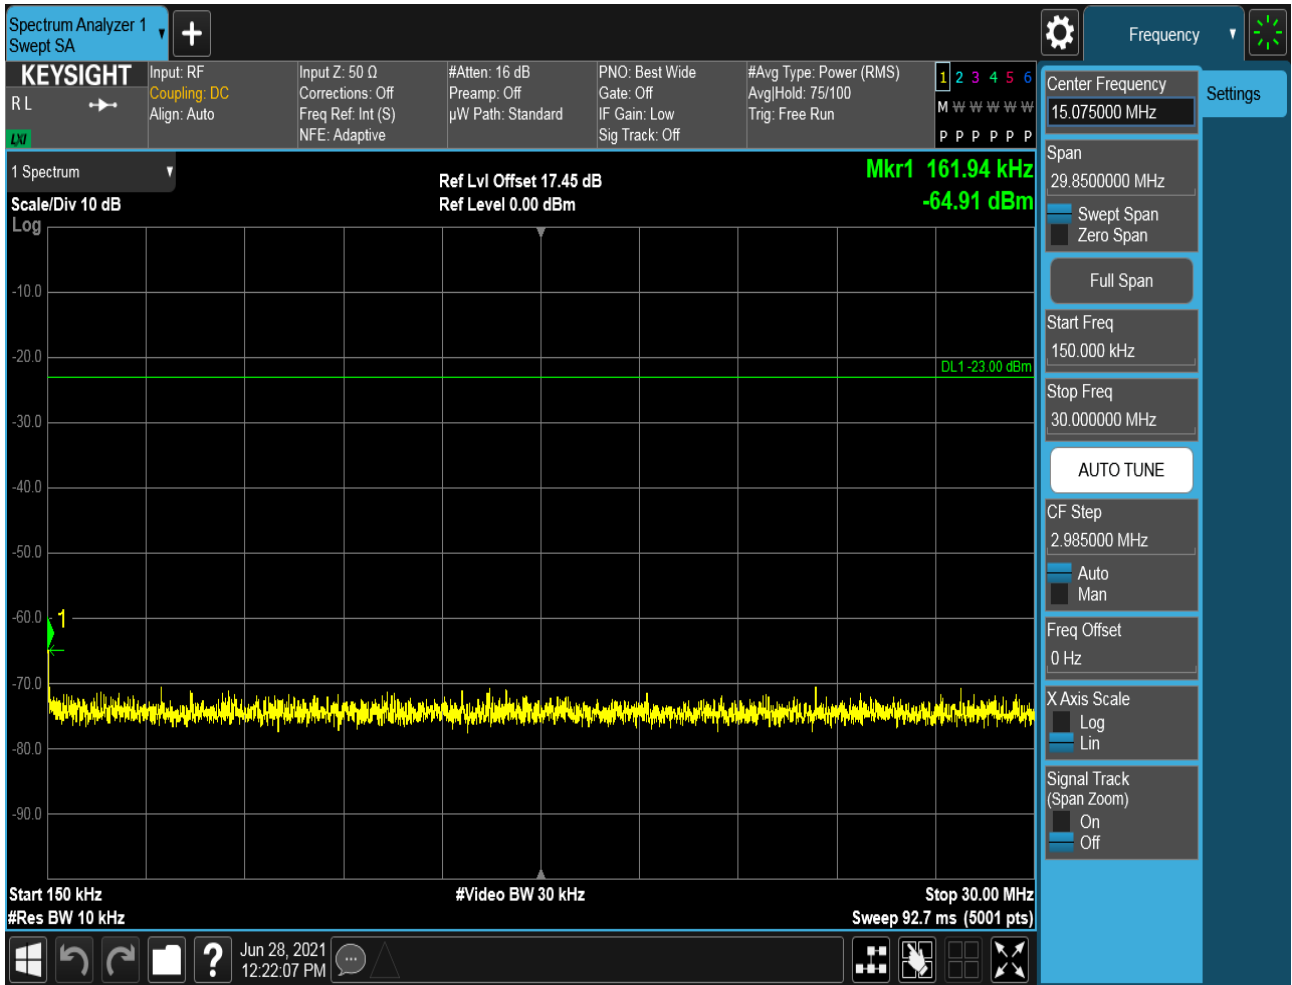 Spectrum Analyzer 1
Swept SA
Frequency
KEYSIGHT
R L
LXI
Input: RF
Coupling: DC
Align: Auto
Input Z: 50 Ω
Corrections: Off
Freq Ref: Int (S)
NFE: Adaptive
#Atten: 16 dB
Preamp: Off
µW Path: Standard
PNO: Best Wide
Gate: Off
IF Gain: Low
Sig Track: Off
#Avg Type: Power (RMS)
Avg|Hold: 75/100
Trig: Free Run
1 2 3 4 5 6
M W W W W W
P P P P P P
1 Spectrum
Scale/Div 10 dB
Log
Ref Lvl Offset 17.45 dB
Ref Level 0.00 dBm
Mkr1 161.94 kHz
-64.91 dBm
-10.0
-20.0
DL1 -23.00 dBm
-30.0
-40.0
-50.0
-60.0
1
-70.0
-80.0
-90.0
Start 150 kHz
#Res BW 10 kHz
#Video BW 30 kHz
Stop 30.00 MHz
Sweep 92.7 ms (5001 pts)
Center Frequency
15.075000 MHz
Settings
Span
29.8500000 MHz
Swept Span
Zero Span
Full Span
Start Freq
150.000 kHz
Stop Freq
30.000000 MHz
AUTO TUNE
CF Step
2.985000 MHz
Auto
Man
Freq Offset
0 Hz
X Axis Scale
Log
Lin
Signal Track
(Span Zoom)
On
Off
?
Jun 28, 2021
12:22:07 PM